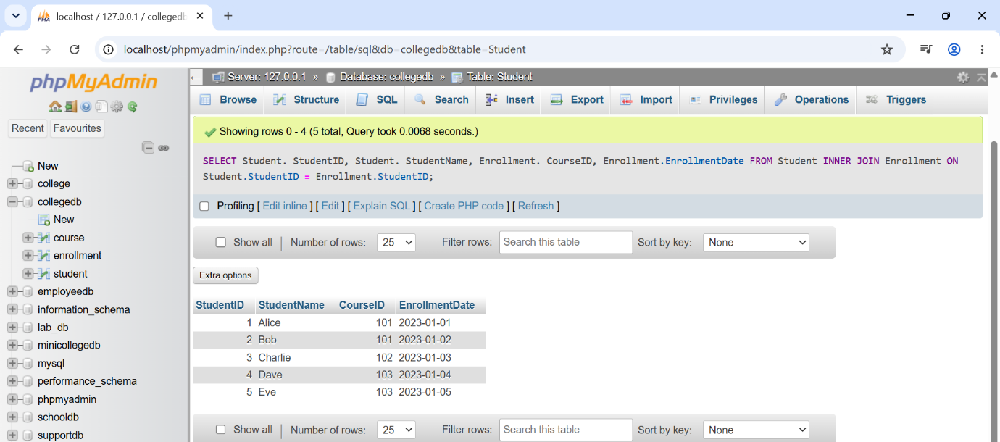 localhost / 127.0.0.1 / collegedb
localhost/phpmyadmin/index.php?route=/table/sql&db=collegedb&table=Student
phpMyAdmin
Recent Favourites
New
college
collegedb
New
course
enrollment
student
employeedb
information_schema
lab_db
minicollegedb
mysql
performance_schema
phpmyadmin
schooldb
supportdb
Server: 127.0.0.1 » Database: collegedb » Table: Student
Browse Structure SQL Search Insert Export Import Privileges Operations Triggers
Showing rows 0 - 4 (5 total, Query took 0.0068 seconds.)
SELECT Student. StudentID, Student. StudentName, Enrollment. CourseID, Enrollment.EnrollmentDate FROM Student INNER JOIN Enrollment ON
Student.StudentID = Enrollment.StudentID;
Profiling [ Edit inline ] [ Edit ] [ Explain SQL ] [ Create PHP code ] [ Refresh ]
Show all Number of rows: 25 Filter rows: Search this table Sort by key: None
Extra options
StudentID StudentName CourseID EnrollmentDate
1 Alice 101 2023-01-01
2 Bob 101 2023-01-02
3 Charlie 102 2023-01-03
4 Dave 103 2023-01-04
5 Eve 103 2023-01-05
Show all Number of rows: 25 Filter rows: Search this table Sort by key: None